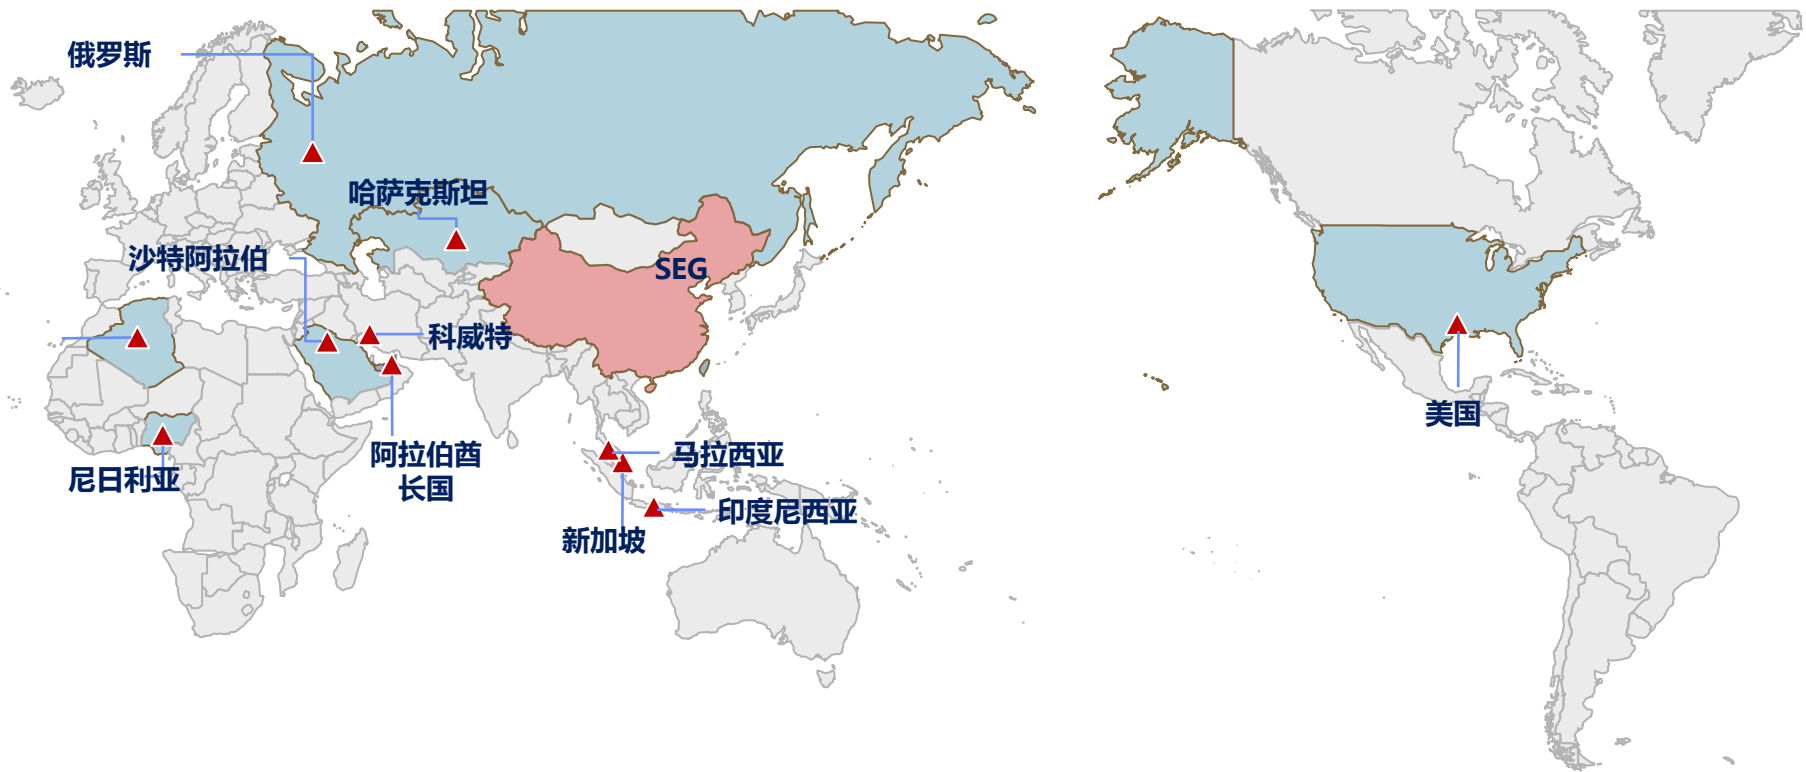 俄罗斯
哈萨克斯坦
沙特阿拉伯
SEG
科威特
美国
阿拉伯酋
长国
马拉西亚
尼日利亚
印度尼西亚
新加坡